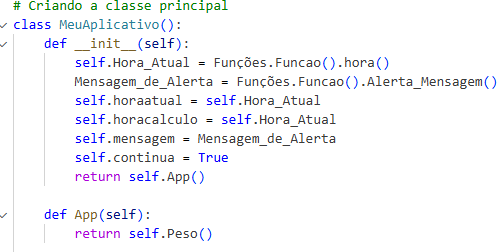 # Criando a classe principal
class MeuAplicativo():
def __init__(self):
self.Hora_Atual = Funções.Funcao().hora()
Mensagem_de_Alerta = Funções.Funcao().Alerta_Mensagem()
self.horaatual = self.Hora_Atual
self.horacalculo = self.Hora_Atual
self.mensagem = Mensagem_de_Alerta
self.continua = True
return self.App()
def App(self):
return self.Peso()